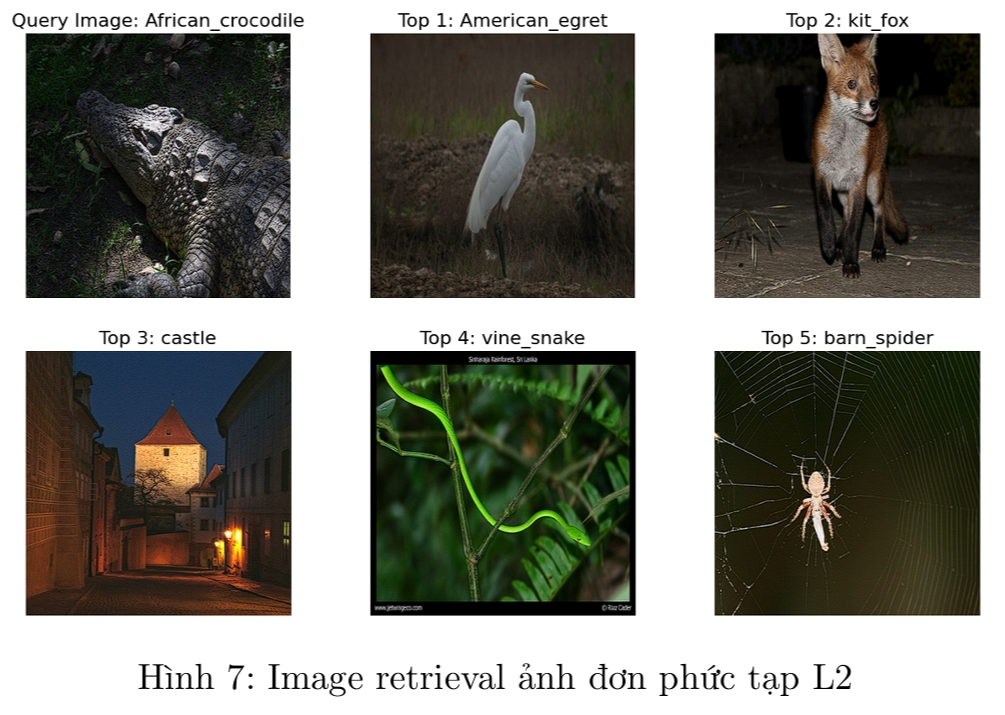 Query Image: African_crocodile
Top 1: American_egret
Top 2: kit_fox
Top 3: castle
Top 4: vine_snake
Top 5: barn_spider
Sinharaja Rainforest, Sri Lanka
www.jetwingeco.com
© Riaz Cader
Hình 7: Image retrieval ảnh đơn phức tạp L2